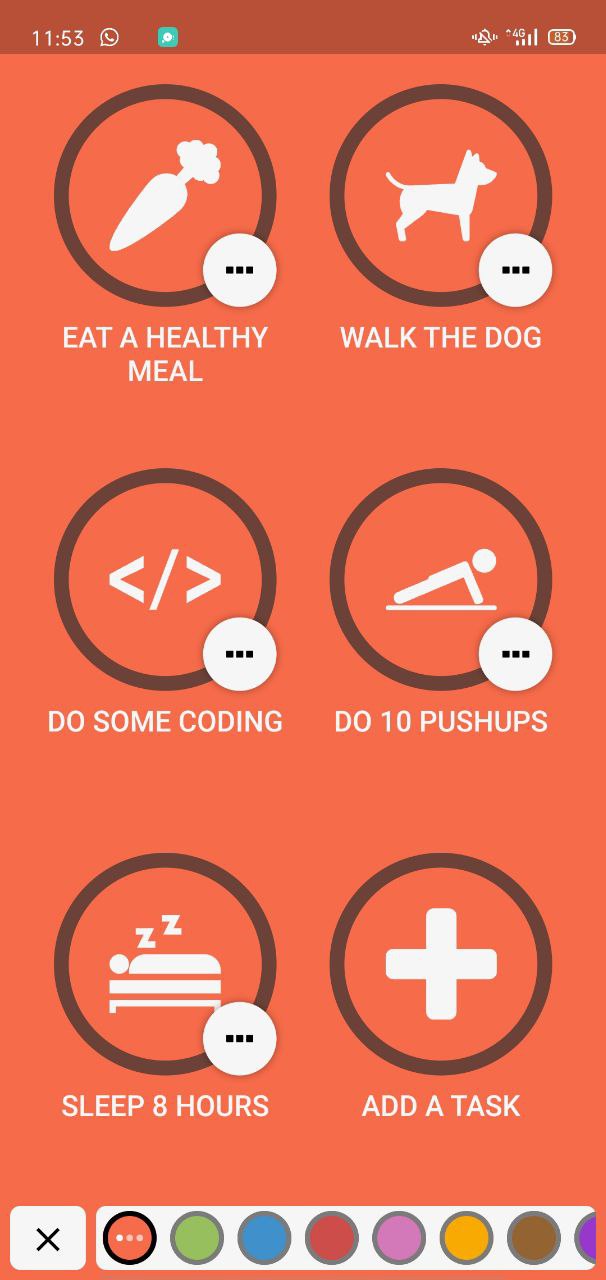 11:53
4G
83
EAT A HEALTHY
MEAL
WALK THE DOG
</>
DO SOME CODING
DO 10 PUSHUPS
z z
SLEEP 8 HOURS
ADD A TASK